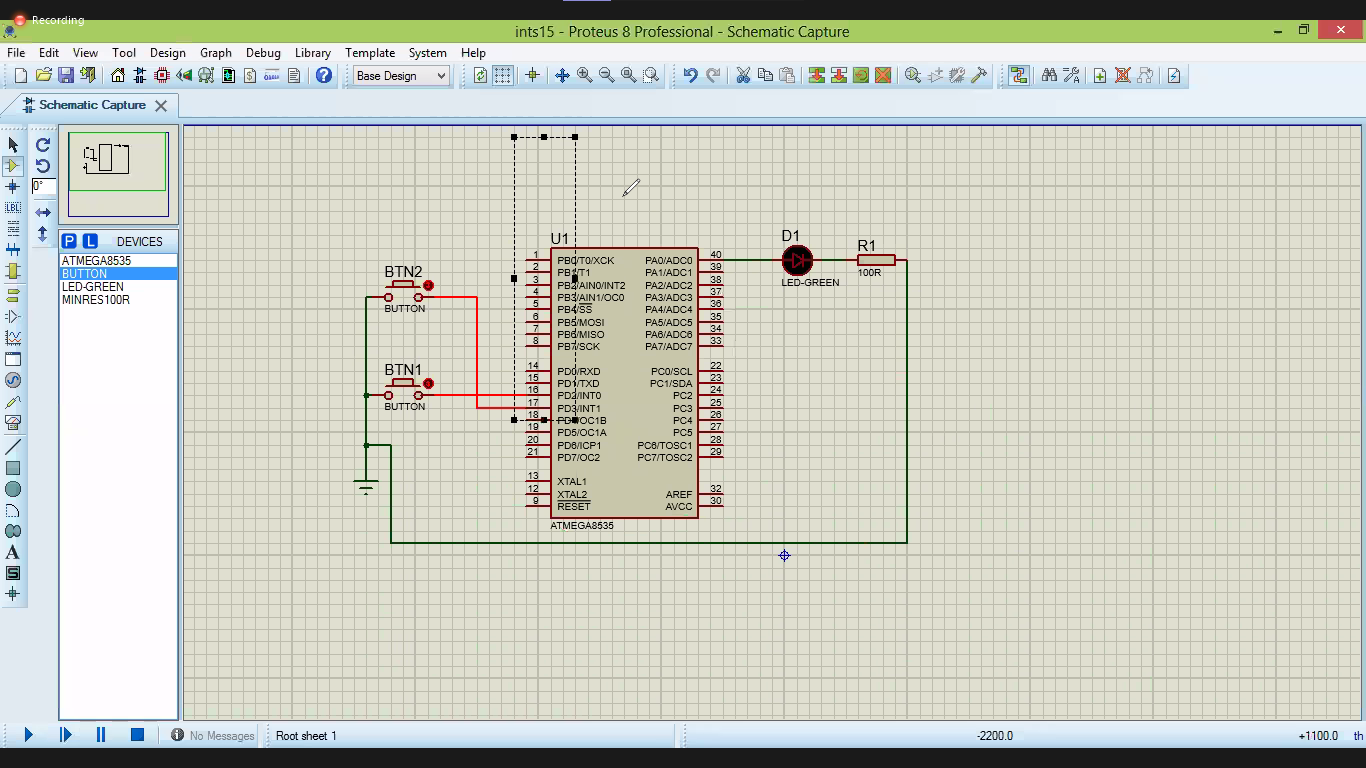 Recording
ints15 - Proteus 8 Professional - Schematic Capture
File Edit View Tool Design Graph Debug Library Template System Help
Base Design
Schematic Capture
0°
LBL
P L DEVICES
ATMEGA8535
BUTTON
LED-GREEN
MINRES100R
A
S
BTN2
BUTTON
BTN1
BUTTON
U1
1 PB0/T0/XCK PA0/ADC0 40
2 PB1/T1 PA1/ADC1 39
3 PB2/AIN0/INT2 PA2/ADC2 38
4 PB3/AIN1/OC0 PA3/ADC3 37
5 PB4/SS PA4/ADC4 36
6 PB5/MOSI PA5/ADC5 35
7 PB6/MISO PA6/ADC6 34
8 PB7/SCK PA7/ADC7 33
14 PD0/RXD PC0/SCL 22
15 PD1/TXD PC1/SDA 23
16 PD2/INT0 PC2 24
17 PD3/INT1 PC3 25
18 PD4/OC1B PC4 26
19 PD5/OC1A PC5 27
20 PD6/ICP1 PC6/TOSC1 28
21 PD7/OC2 PC7/TOSC2 29
13 XTAL1
12 XTAL2 AREF 32
9 RESET AVCC 30
ATMEGA8535
D1
LED-GREEN
R1
100R
No Messages Root sheet 1 -2200.0 +1100.0 th